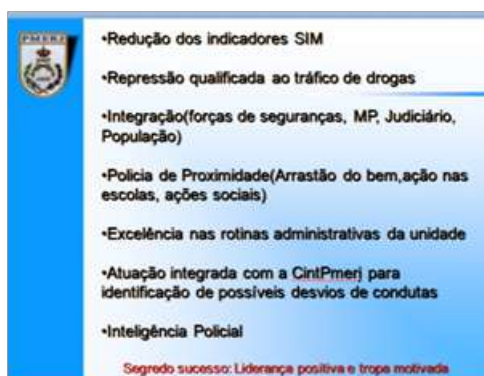 PMERJ
•Redução dos indicadores SIM
•Repressão qualificada ao tráfico de drogas
•Integração(forças de seguranças, MP, Judiciário,
População)
•Policia de Proximidade(Arrastão do bem,ação nas
escolas, ações sociais)
•Excelência nas rotinas administrativas da unidade
•Atuação integrada com a CintPmerj para
identificação de possíveis desvios de condutas
•Inteligência Policial
Segredo sucesso: Liderança positiva e tropa motivada